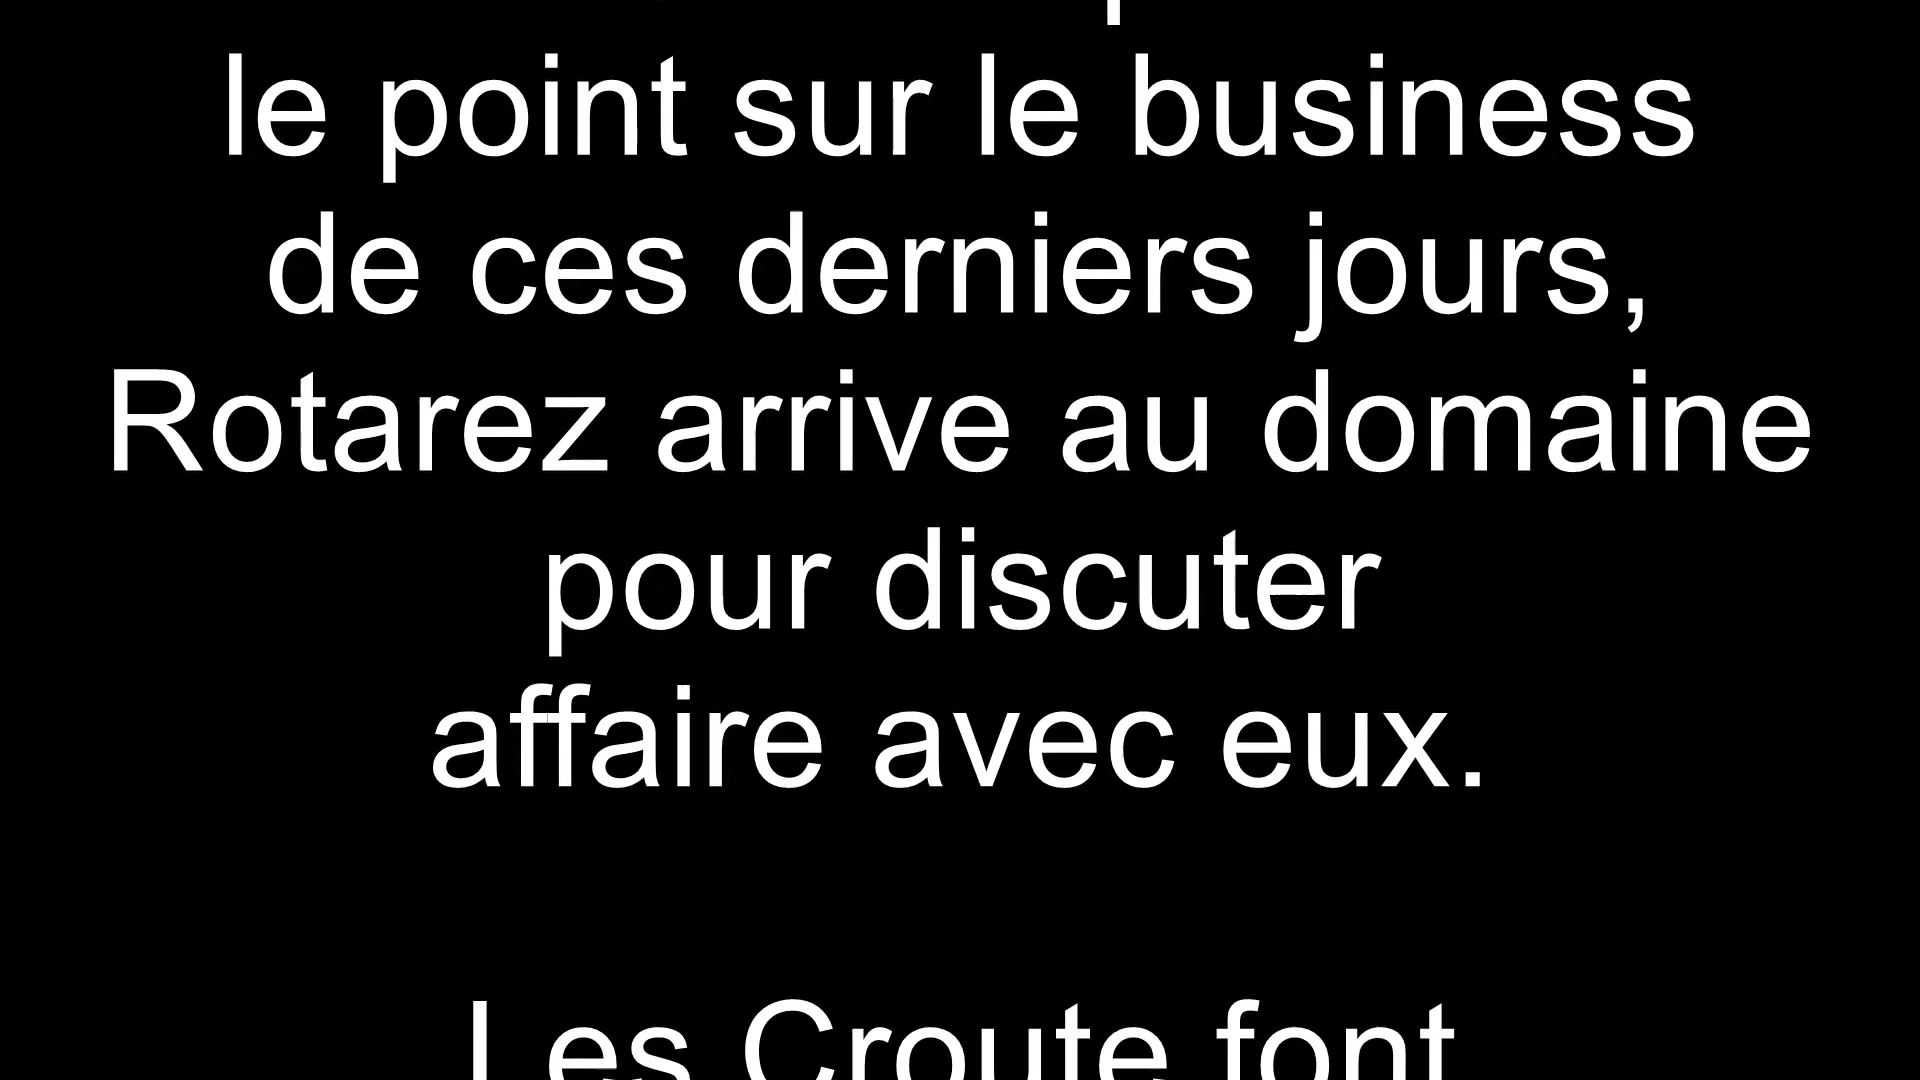 le point sur le business
de ces derniers jours,
Rotarez arrive au domaine
pour discuter
affaire avec eux.
Les Croute font